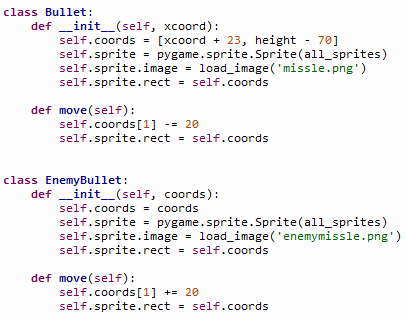 class Bullet:
    def __init__(self, xcoord):
        self.coords = [xcoord + 23, height - 70]
        self.sprite = pygame.sprite.Sprite(all_sprites)
        self.sprite.image = load_image('missle.png')
        self.sprite.rect = self.coords

    def move(self):
        self.coords[1] -= 20
        self.sprite.rect = self.coords


class EnemyBullet:
    def __init__(self, coords):
        self.coords = coords
        self.sprite = pygame.sprite.Sprite(all_sprites)
        self.sprite.image = load_image('enemymissle.png')
        self.sprite.rect = self.coords

    def move(self):
        self.coords[1] += 20
        self.sprite.rect = self.coords